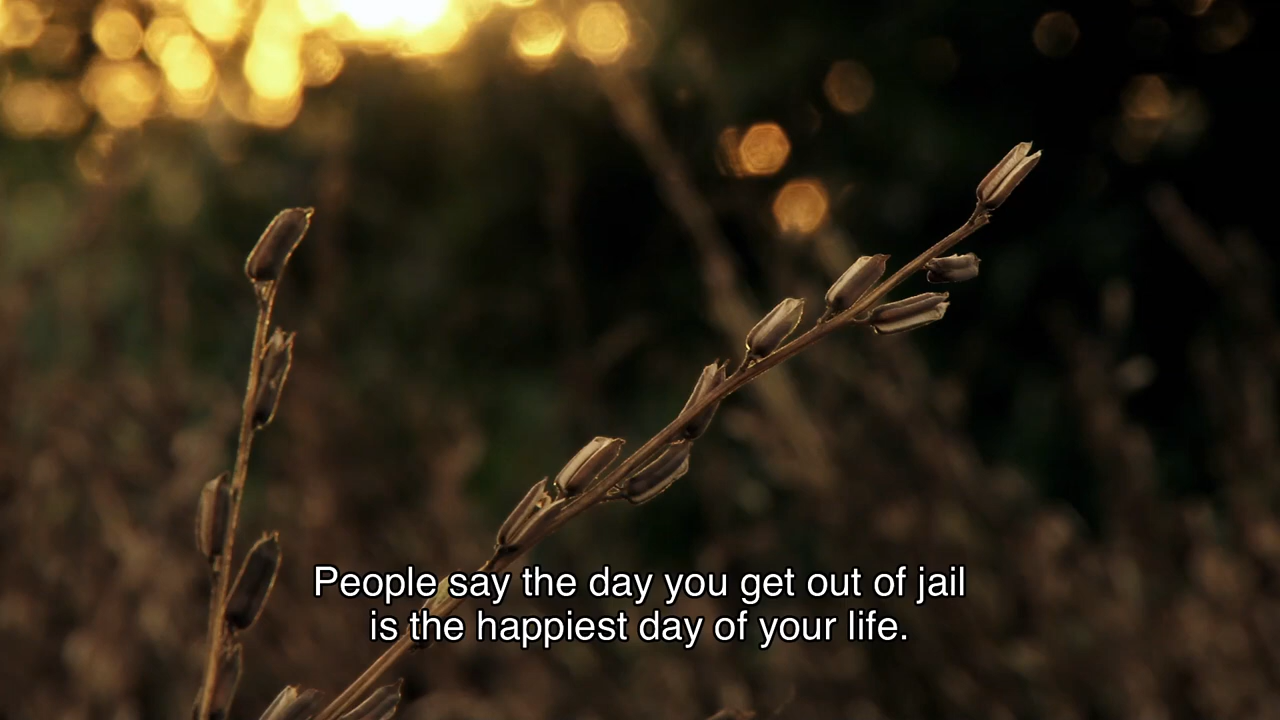 People say the day you get out of jail
is the happiest day of your life.